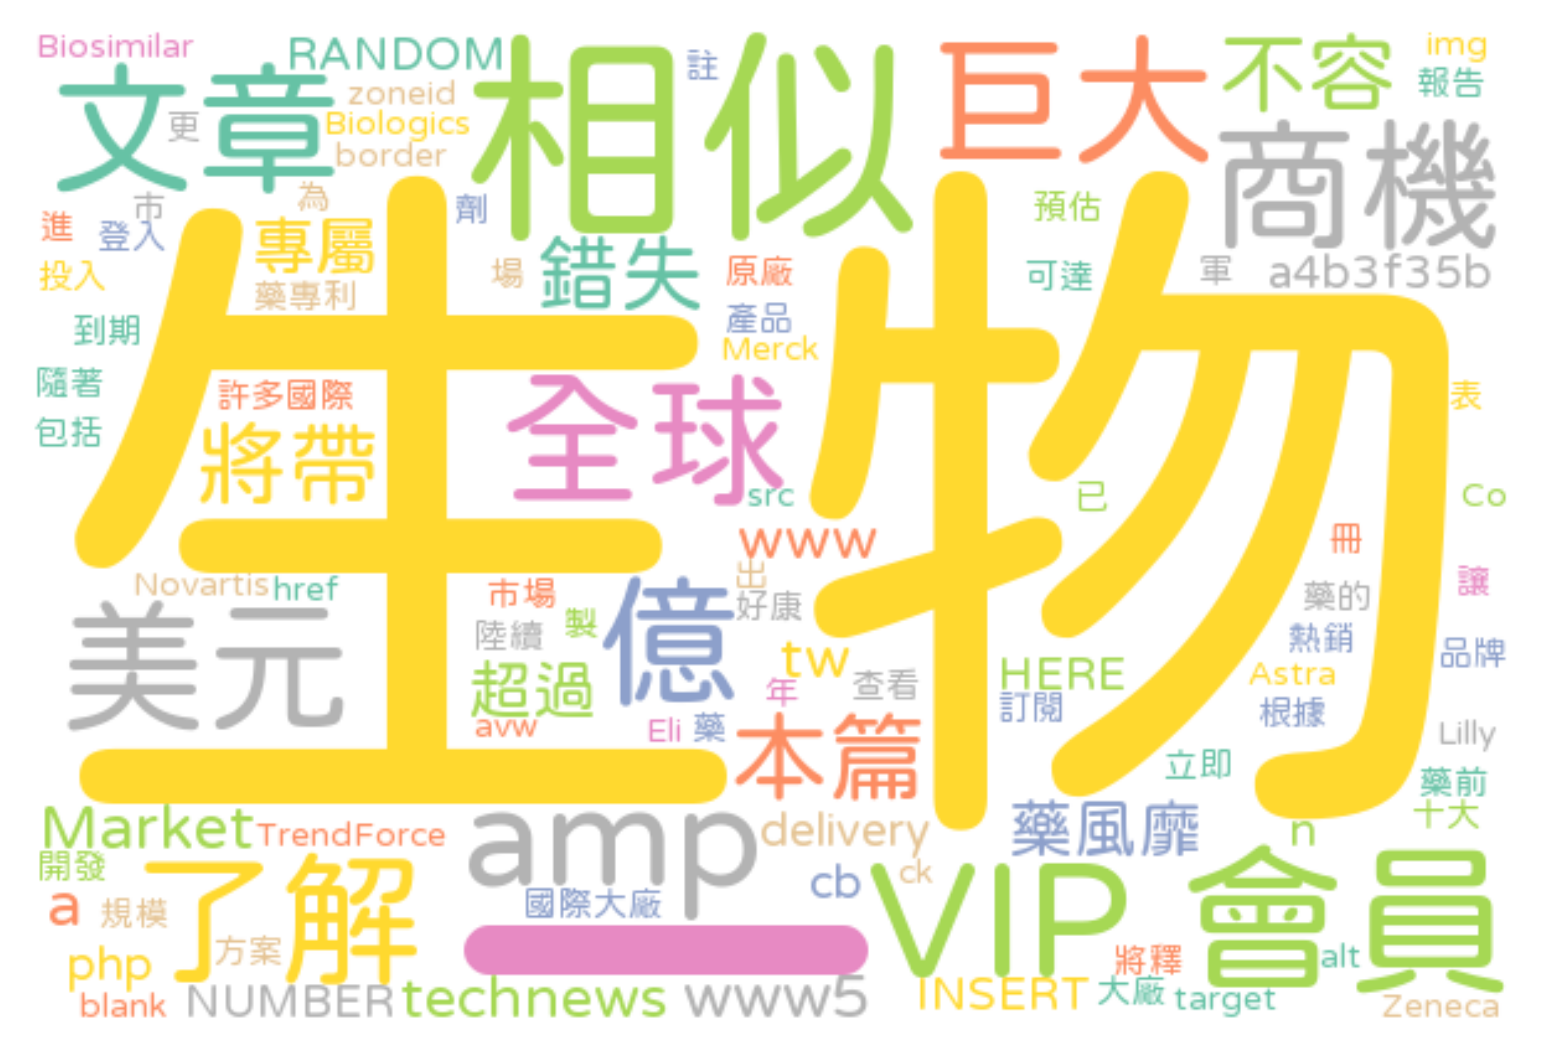 Biosimilar
RANDOM
相似
註
巨大
不容
img
報告
文章
更
zoneid
Biologics
border
商機
a4b3f35b
生物
市
為
劑
進
登入
專屬
藥專利
投入
場
錯失
原廠
產品
Merck
預估
可達
軍
到期
隨著
包括
許多國際
將帶
全球
src
已
表
Co
www
冊
讓
Novartis
href
市場
出
好康
億
製
陸續
超過
avw
藥的
熱銷
品牌
美元
tw
年
查看
HERE
訂閱
Astra
根據
Eli
藥
本篇
Lilly
立即
藥前
十大
Market
TrendForce
amp
delivery
藥風靡
n
開發
了解
cb
ck
VIP
會員
國際大廠
a
規模
方案
php
blank
NUMBER
technews
www5
INSERT
將釋
大廠
alt
target
Zeneca